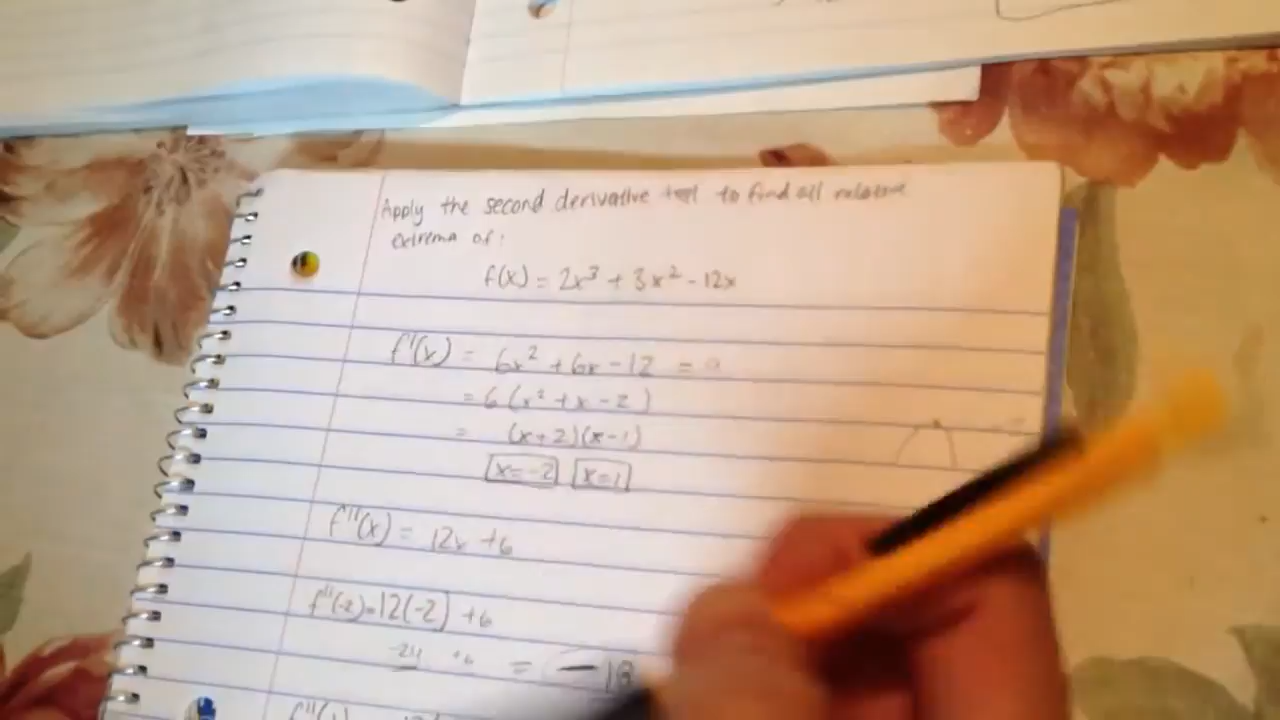 Apply the second derivative test to find all relative
extrema of:
f(x) = 2x³ + 3x² - 12x
f'(x) = 6x² + 6x - 12 = 0
= 6(x² + x - 2)
= (x+2)(x-1)
x=-2 x=1
f''(x) = 12x + 6
f''(-2)=12(-2) + 6
-24 +6 = -18